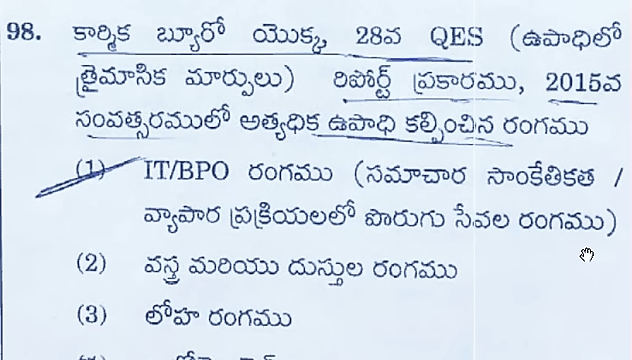 98. కార్మిక బ్యూరో యొక్క 28వ QES (ఉపాధిలో
త్రైమాసిక మార్పులు) రిపోర్ట్ ప్రకారము, 2015వ
సంవత్సరములో అత్యధిక ఉపాధి కల్పించిన రంగము
(1) IT/BPO రంగము (సమాచార సాంకేతికత /
వ్యాపార ప్రక్రియలలో పొరుగు సేవల రంగము)
(2) వస్త్ర మరియు దుస్తుల రంగము
(3) లోహ రంగము